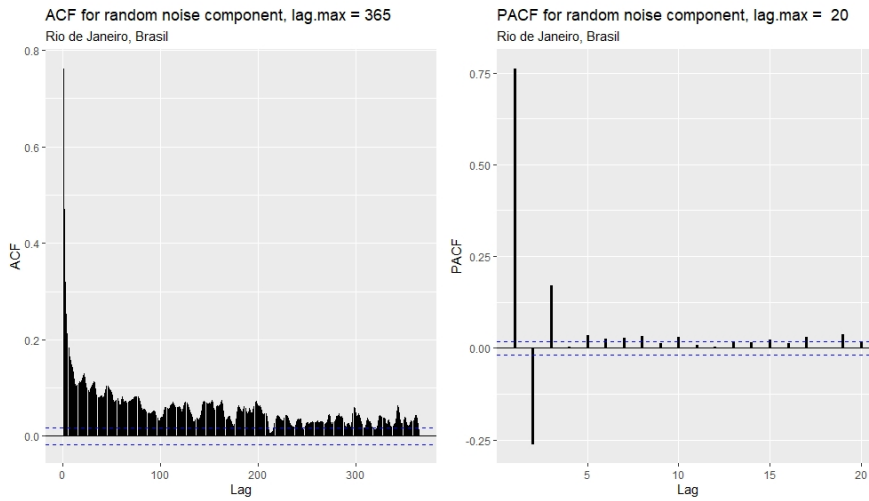 ACF for random noise component, lag.max = 365
Rio de Janeiro, Brasil
0.8
0.6
0.4
0.2
0.0
ACF
0
100
200
300
Lag
PACF for random noise component, lag.max =  20
Rio de Janeiro, Brasil
0.75
0.50
0.25
0.00
-0.25
PACF
5
10
15
20
Lag